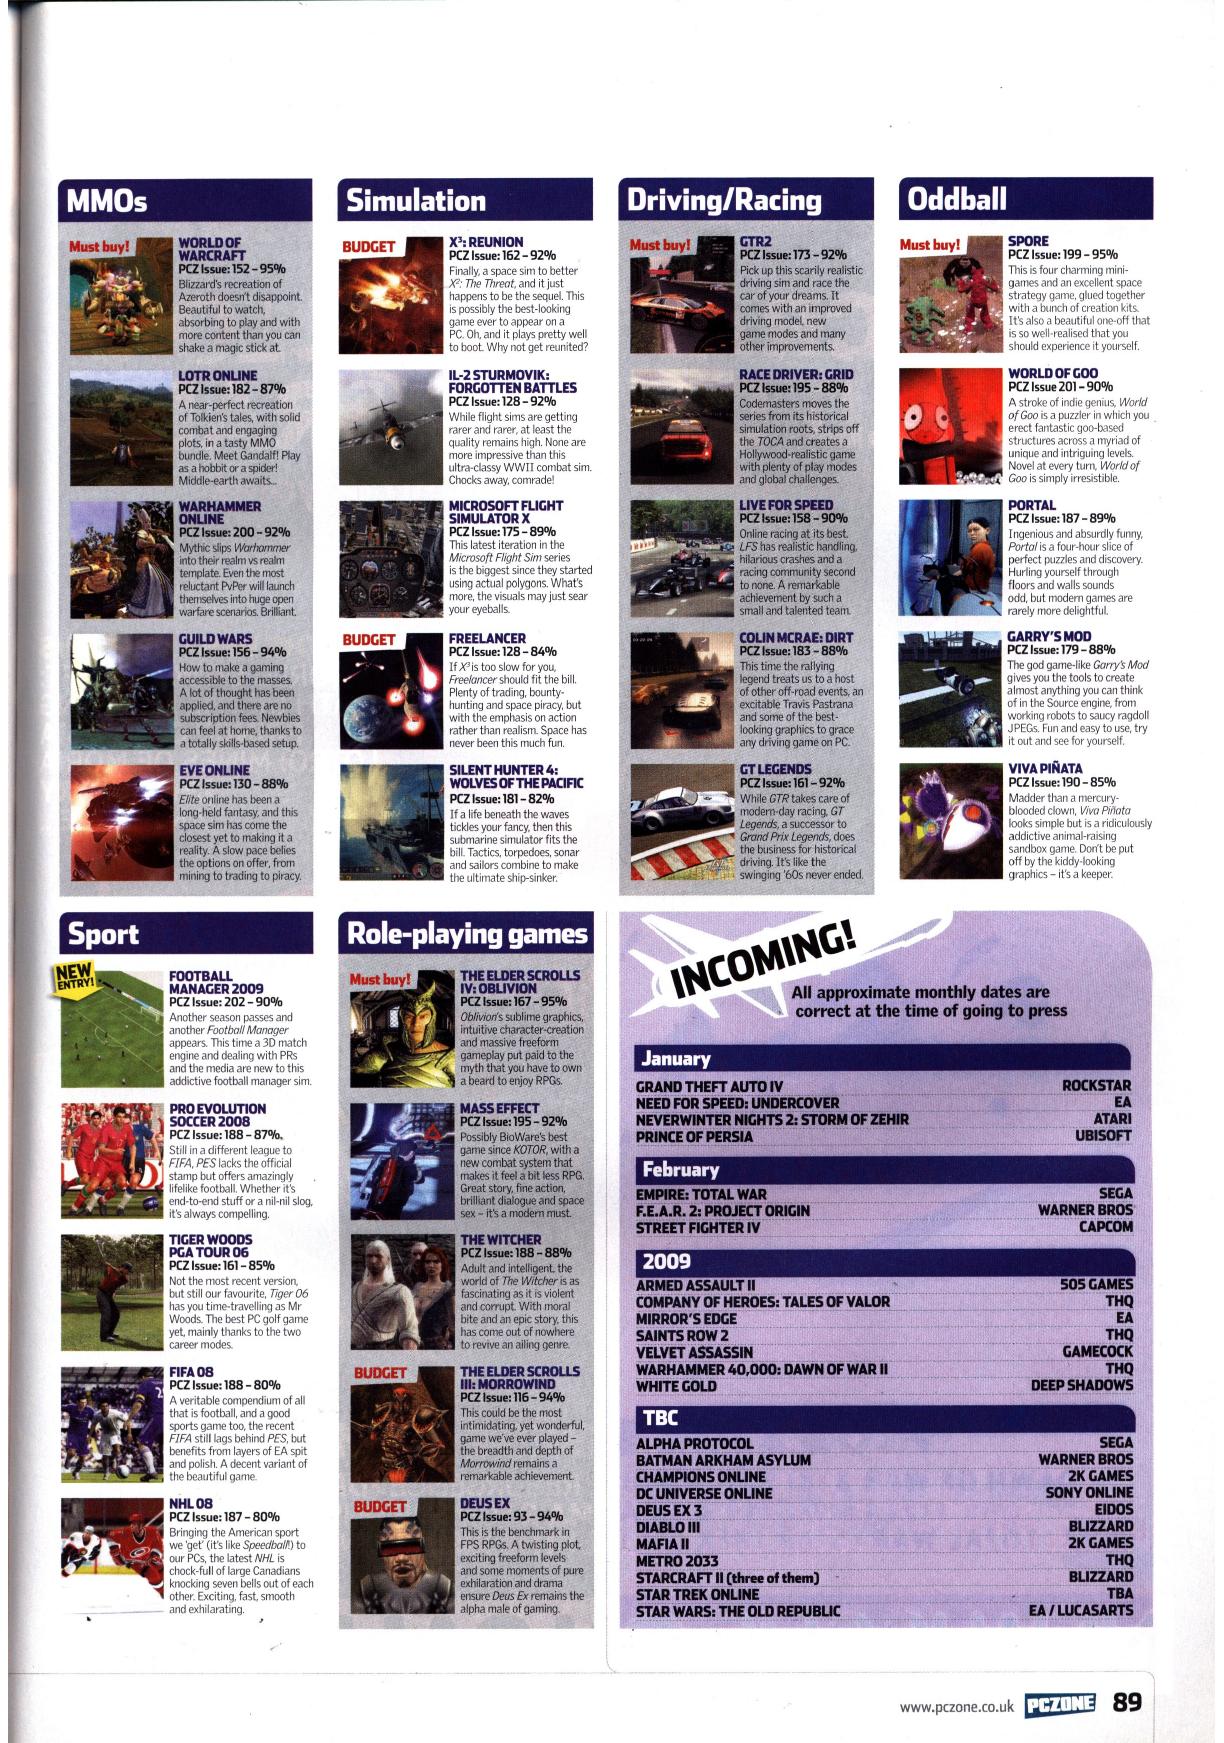 MMOs
Must buy!
WORLD OF
WARCRAFT
PCZ Issue: 152 – 95%
Blizzard's recreation of
Azeroth doesn't disappoint.
Beautiful to watch,
absorbing to play and with
more content than you can
shake a magic stick at.
LOTR ONLINE
PCZ Issue: 182 – 87%
A near-perfect recreation
of Tolkien's tales, with solid
combat and engaging
plots, in a tasty MMO
bundle. Meet Gandalf! Play
as a hobbit or a spider!
Middle-earth awaits...
WARHAMMER
ONLINE
PCZ Issue: 200 – 92%
Mythic slips Warhammer
into their realm vs realm
template. Even the most
reluctant PvPer will launch
themselves into huge open
warfare scenarios. Brilliant.
GUILD WARS
PCZ Issue: 156 – 94%
How to make a gaming
accessible to the masses.
A lot of thought has been
applied, and there are no
subscription fees. Newbies
can feel at home, thanks to
a totally skills-based setup.
EVE ONLINE
PCZ Issue: 130 – 88%
Elite online has been a
long-held fantasy, and this
space sim has come the
closest yet to making it a
reality. A slow pace belies
the options on offer, from
mining to trading to piracy.
Simulation
BUDGET
X³: REUNION
PCZ Issue: 162 – 92%
Finally, a space sim to better
X²: The Threat, and it just
happens to be the sequel. This
is possibly the best-looking
game ever to appear on a
PC. Oh, and it plays pretty well
to boot. Why not get reunited?
IL-2 STURMOVIK:
FORGOTTEN BATTLES
PCZ Issue: 128 – 92%
While flight sims are getting
rarer and rarer, at least the
quality remains high. None are
more impressive than this
ultra-classy WWII combat sim.
Chocks away, comrade!
MICROSOFT FLIGHT
SIMULATOR X
PCZ Issue: 175 – 89%
This latest iteration in the
Microsoft Flight Sim series
is the biggest since they started
using actual polygons. What's
more, the visuals may just sear
your eyeballs.
BUDGET
FREELANCER
PCZ Issue: 128 – 84%
If X³ is too slow for you,
Freelancer should fit the bill.
Plenty of trading, bounty-
hunting and space piracy, but
with the emphasis on action
rather than realism. Space has
never been this much fun.
SILENT HUNTER 4:
WOLVES OF THE PACIFIC
PCZ Issue: 181 – 82%
If a life beneath the waves
tickles your fancy, then this
submarine simulator fits the
bill. Tactics, torpedoes, sonar
and sailors combine to make
the ultimate ship-sinker.
Driving/Racing
Must buy!
GTR2
PCZ Issue: 173 – 92%
Pick up this scarily realistic
driving sim and race the
car of your dreams. It
comes with an improved
driving model, new
game modes and many
other improvements.
RACE DRIVER: GRID
PCZ Issue: 195 – 88%
Codemasters moves the
series from its historical
simulation roots, strips off
the TOCA and creates a
Hollywood-realistic game
with plenty of play modes
and global challenges.
LIVE FOR SPEED
PCZ Issue: 158 – 90%
Online racing at its best.
LFS has realistic handling,
hilarious crashes and a
racing community second
to none. A remarkable
achievement by such a
small and talented team.
COLIN MCRAE: DIRT
PCZ Issue: 183 – 88%
This time the rallying
legend treats us to a host
of other off-road events, an
excitable Travis Pastrana
and some of the best-
looking graphics to grace
any driving game on PC.
GT LEGENDS
PCZ Issue: 161 – 92%
While GTR takes care of
modern-day racing, GT
Legends, a successor to
Grand Prix Legends, does
the business for historical
driving. It's like the
swinging '60s never ended.
Oddball
Must buy!
SPORE
PCZ Issue: 199 – 95%
This is four charming mini-
games and an excellent space
strategy game, glued together
with a bunch of creation kits.
It's also a beautiful one-off that
is so well-realised that you
should experience it yourself.
WORLD OF GOO
PCZ Issue 201 – 90%
A stroke of indie genius, World
of Goo is a puzzler in which you
erect fantastic goo-based
structures across a myriad of
unique and intriguing levels.
Novel at every turn, World of
Goo is simply irresistible.
PORTAL
PCZ Issue: 187 – 89%
Ingenious and absurdly funny,
Portal is a four-hour slice of
perfect puzzles and discovery.
Hurling yourself through
floors and walls sounds
odd, but modern games are
rarely more delightful.
GARRY'S MOD
PCZ Issue: 179 – 88%
The god game-like Garry's Mod
gives you the tools to create
almost anything you can think
of in the Source engine, from
working robots to saucy ragdoll
JPEGs. Fun and easy to use, try
it out and see for yourself.
VIVA PIÑATA
PCZ Issue: 190 – 85%
Madder than a mercury-
blooded clown, Viva Piñata
looks simple but is a ridiculously
addictive animal-raising
sandbox game. Don't be put
off by the kiddy-looking
graphics – it's a keeper.
Sport
NEW
ENTRY!
FOOTBALL
MANAGER 2009
PCZ Issue: 202 – 90%
Another season passes and
another Football Manager
appears. This time a 3D match
engine and dealing with PRs
and the media are new to this
addictive football manager sim.
PRO EVOLUTION
SOCCER 2008
PCZ Issue: 188 – 87%
Still in a different league to
FIFA, PES lacks the official
stamp but offers amazingly
lifelike football. Whether it's
end-to-end stuff or a nil-nil slog,
it's always compelling.
TIGER WOODS
PGA TOUR 06
PCZ Issue: 161 – 85%
Not the most recent version,
but still our favourite, Tiger 06
has you time-travelling as Mr
Woods. The best PC golf game
yet, mainly thanks to the two
career modes.
FIFA 08
PCZ Issue: 188 – 80%
A veritable compendium of all
that is football, and a good
sports game too, the recent
FIFA still lags behind PES, but
benefits from layers of EA spit
and polish. A decent variant of
the beautiful game.
NHL 08
PCZ Issue: 187 – 80%
Bringing the American sport
we 'get' (it's like Speedball!) to
our PCs, the latest NHL is
chock-full of large Canadians
knocking seven bells out of each
other. Exciting, fast, smooth
and exhilarating.
Role-playing games
Must buy!
THE ELDER SCROLLS
IV: OBLIVION
PCZ Issue: 167 – 95%
Oblivion's sublime graphics,
intuitive character-creation
and massive freeform
gameplay put paid to the
myth that you have to own
a beard to enjoy RPGs.
MASS EFFECT
PCZ Issue: 195 – 92%
Possibly BioWare's best
game since KOTOR, with a
new combat system that
makes it feel a bit less RPG.
Great story, fine action,
brilliant dialogue and space
sex – it's a modern must.
THE WITCHER
PCZ Issue: 188 – 88%
Adult and intelligent, the
world of The Witcher is as
fascinating as it is violent
and corrupt. With moral
bite and an epic story, this
has come out of nowhere
to revive an ailing genre.
BUDGET
THE ELDER SCROLLS
III: MORROWIND
PCZ Issue: 116 – 94%
This could be the most
intimidating, yet wonderful,
game we've ever played –
the breadth and depth of
Morrowind remains a
remarkable achievement.
BUDGET
DEUS EX
PCZ Issue: 93 – 94%
This is the benchmark in
FPS RPGs. A twisting plot,
exciting freeform levels
and some moments of pure
exhilaration and drama
ensure Deus Ex remains the
alpha male of gaming.
INCOMING!
All approximate monthly dates are
correct at the time of going to press
January
GRAND THEFT AUTO IV ROCKSTAR
NEED FOR SPEED: UNDERCOVER EA
NEVERWINTER NIGHTS 2: STORM OF ZEHIR ATARI
PRINCE OF PERSIA UBISOFT
February
EMPIRE: TOTAL WAR SEGA
F.E.A.R. 2: PROJECT ORIGIN WARNER BROS
STREET FIGHTER IV CAPCOM
2009
ARMED ASSAULT II 505 GAMES
COMPANY OF HEROES: TALES OF VALOR THQ
MIRROR'S EDGE EA
SAINTS ROW 2 THQ
VELVET ASSASSIN GAMECOCK
WARHAMMER 40,000: DAWN OF WAR II THQ
WHITE GOLD DEEP SHADOWS
TBC
ALPHA PROTOCOL SEGA
BATMAN ARKHAM ASYLUM WARNER BROS
CHAMPIONS ONLINE 2K GAMES
DC UNIVERSE ONLINE SONY ONLINE
DEUS EX 3 EIDOS
DIABLO III BLIZZARD
MAFIA II 2K GAMES
METRO 2033 THQ
STARCRAFT II (three of them) BLIZZARD
STAR TREK ONLINE TBA
STAR WARS: THE OLD REPUBLIC EA / LUCASARTS
www.pczone.co.uk PCZONE 89